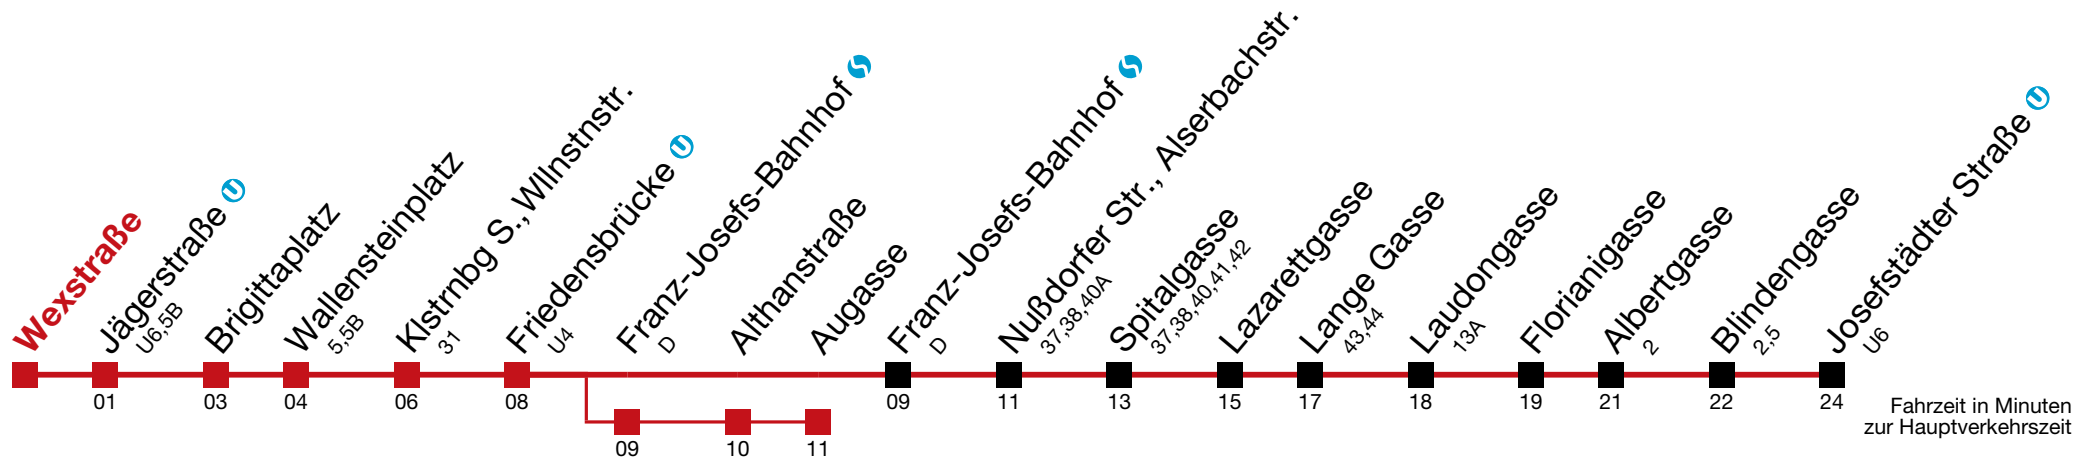 Wexstraße
Jägerstraße
U6,5B
Brigittaplatz
Wallensteinplatz
5,5B
Klstrnbg S., Wllnstnstr.
31
Friedensbrücke
U4
Franz-Josefs-Bahnhof
D
Althanstraße
Augasse
Franz-Josefs-Bahnhof
D
Nußdorfer Str., Alserbachstr.
37,38,40A
Spitalgasse
37,38,40,41,42
Lazarettgasse
Lange Gasse
43,44
Laudongasse
13A
Florianigasse
Albertgasse
2
Blindengasse
2,5
Josefstädter Straße
U6
01 03 04 06 08 09 11 13 15 17 18 19 21 22 24
09 10 11
Fahrzeit in Minuten
zur Hauptverkehrszeit